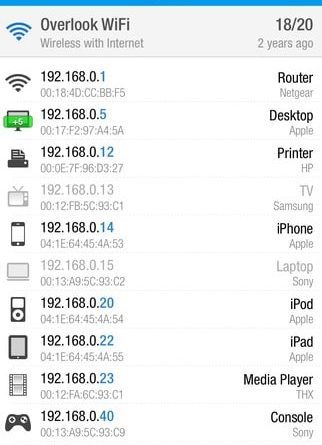 Overlook WiFi 18/20
Wireless with Internet 2 years ago
192.168.0.1 Router
00:18:4D:CC:BB:F5 Netgear
192.168.0.5 Desktop
+5 00:17:F2:97:A4:5A Apple
192.168.0.12 Printer
00:0E:7F:96:D3:27 HP
192.168.0.13 TV
00:12:FB:5C:93:C1 Samsung
192.168.0.14 iPhone
04:1E:64:45:4A:53 Apple
192.168.0.15 Laptop
00:13:A9:5C:93:C2 Sony
192.168.0.20 iPod
04:1E:64:45:4A:54 Apple
192.168.0.22 iPad
04:1E:64:45:4A:55 Apple
192.168.0.23 Media Player
00:12:FA:6C:93:C1 THX
192.168.0.40 Console
00:13:A9:5C:93:C9 Sony